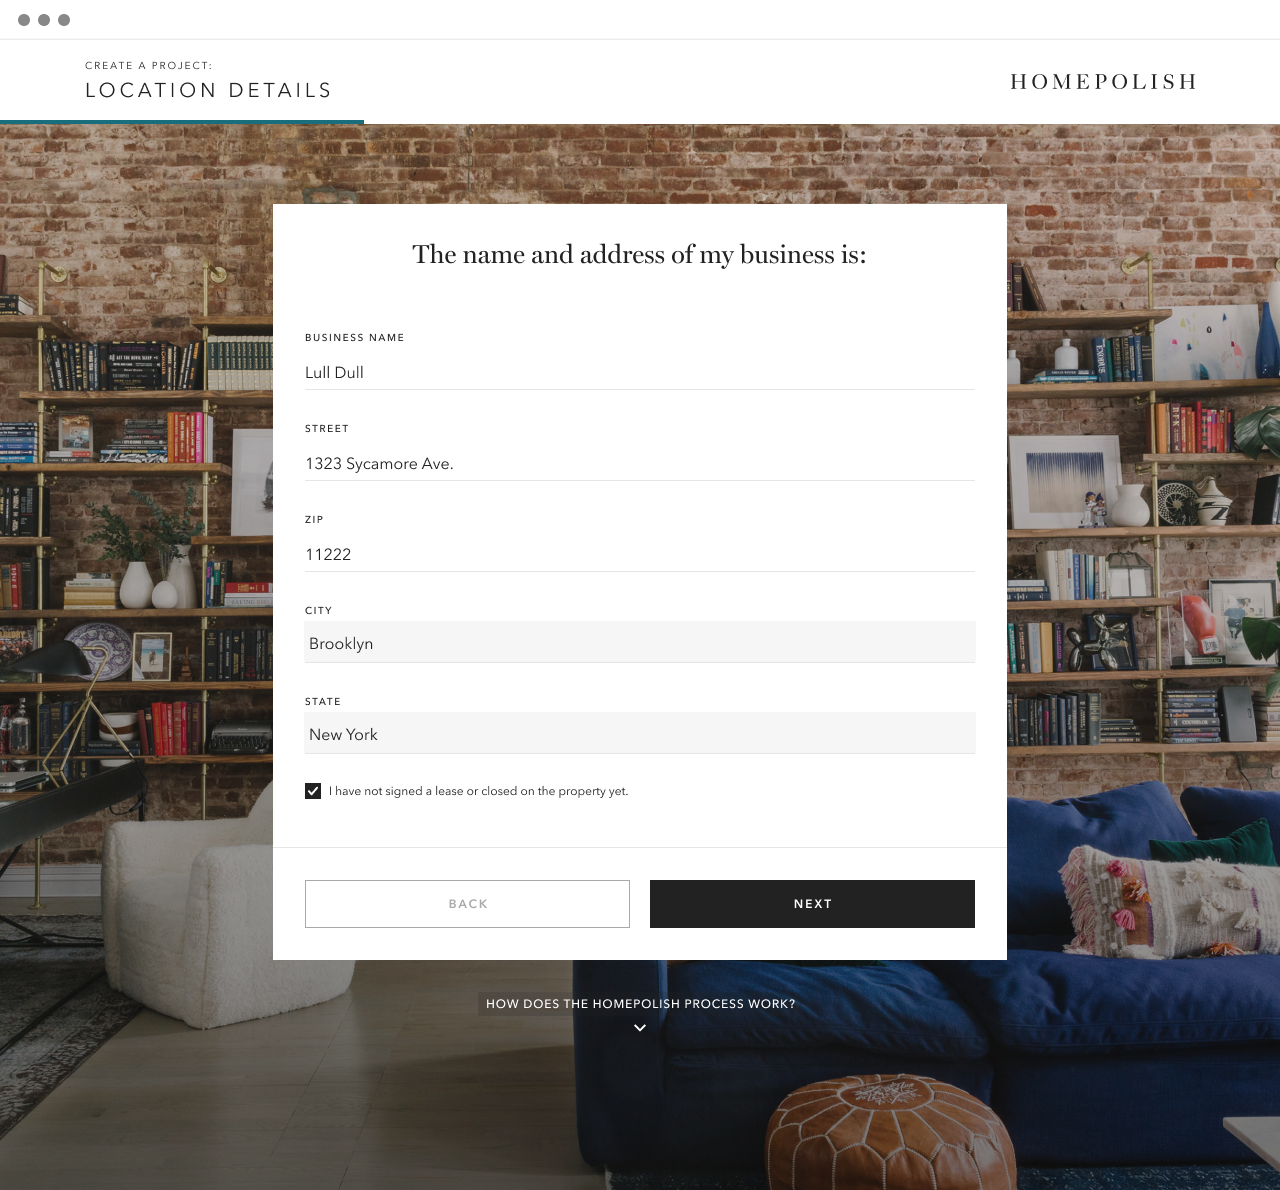 CREATE A PROJECT:
LOCATION DETAILS
HOMEPOLISH
The name and address of my business is:
BUSINESS NAME
Lull Dull
STREET
1323 Sycamore Ave.
ZIP
11222
CITY
Brooklyn
STATE
New York
I have not signed a lease or closed on the property yet.
BACK
NEXT
HOW DOES THE HOMEPOLISH PROCESS WORK?